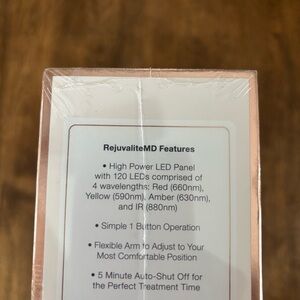 RejuvaliteMD Features
• High Power LED Panel
with 120 LEDs comprised of
4 wavelengths: Red (660nm),
Yellow (590nm), Amber (630nm),
and IR (880nm)
• Simple 1 Button Operation
• Flexible Arm to Adjust to Your
Most Comfortable Position
• 5 Minute Auto-Shut Off for
the Perfect Treatment Time